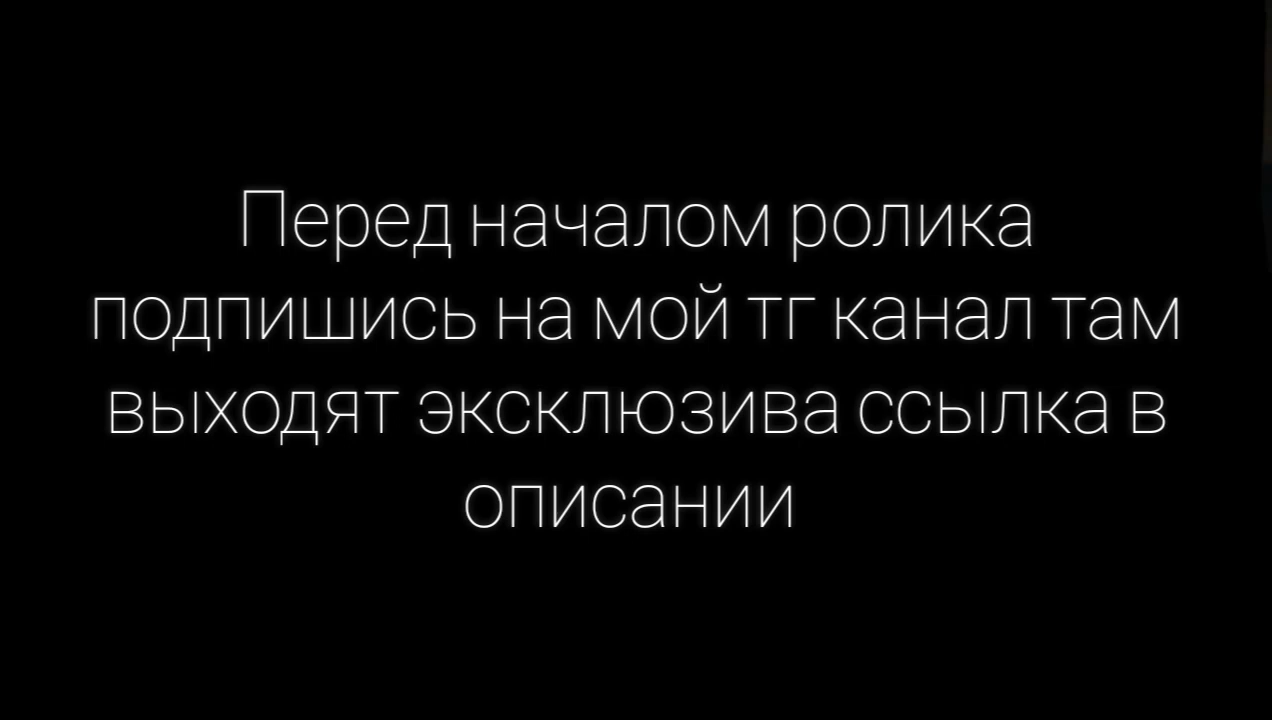 Перед началом ролика
подпишись на мой тг канал там
выходят эксклюзива ссылка в
описании